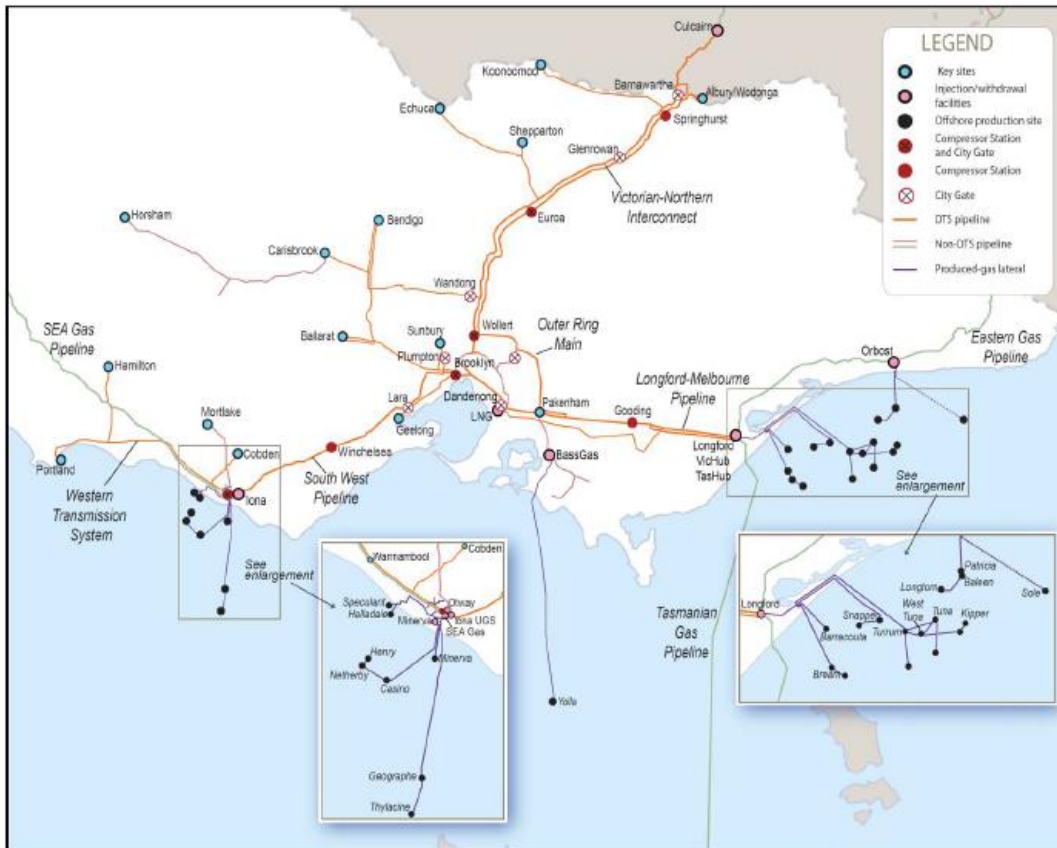 Culcairn
Koonoomod
Barnawartha
Albury/Wodonga
Echuca
Springhurst
Shepparton
Glenrowan
Victorian-Northern
Interconnect
Horsham
Euroa
Bendigo
Carisbrook
Wandong
SEA Gas
Pipeline
Ballarat
Sunbury
Wollert
Outer Ring
Main
Plumpton
Brooklyn
Orbost
Eastern Gas
Pipeline
Hamilton
Lara
Dandenong
LNG
Pakenham
Longford-Melbourne
Pipeline
Gooding
Mortlake
Geelong
Cobden
Winchelsea
Longford
VicHub
TasHub
BassGas
See
enlargement
Portland
Iona
South West
Pipeline
Western
Transmission
System
See
enlargement
Tasmanian
Gas
Pipeline
Yolla
LEGEND
Key sites
Injection/withdrawal
facilities
Offshore production site
Compressor Station
and City Gate
Compressor Station
City Gate
DTS pipeline
Non-DTS pipeline
Produced-gas lateral
Warrnambool
Cobden
Speculant
Halladale
Otway
Minerva
Iona UGS
SEA Gas
Henry
Minerva
Netherby
Casino
Geographe
Thylacine
Patricia
Baleen
Longtom
Sole
Longford
Snapper
West
Tuna
Tuna
Kipper
Barracouta
Turrum
Bream